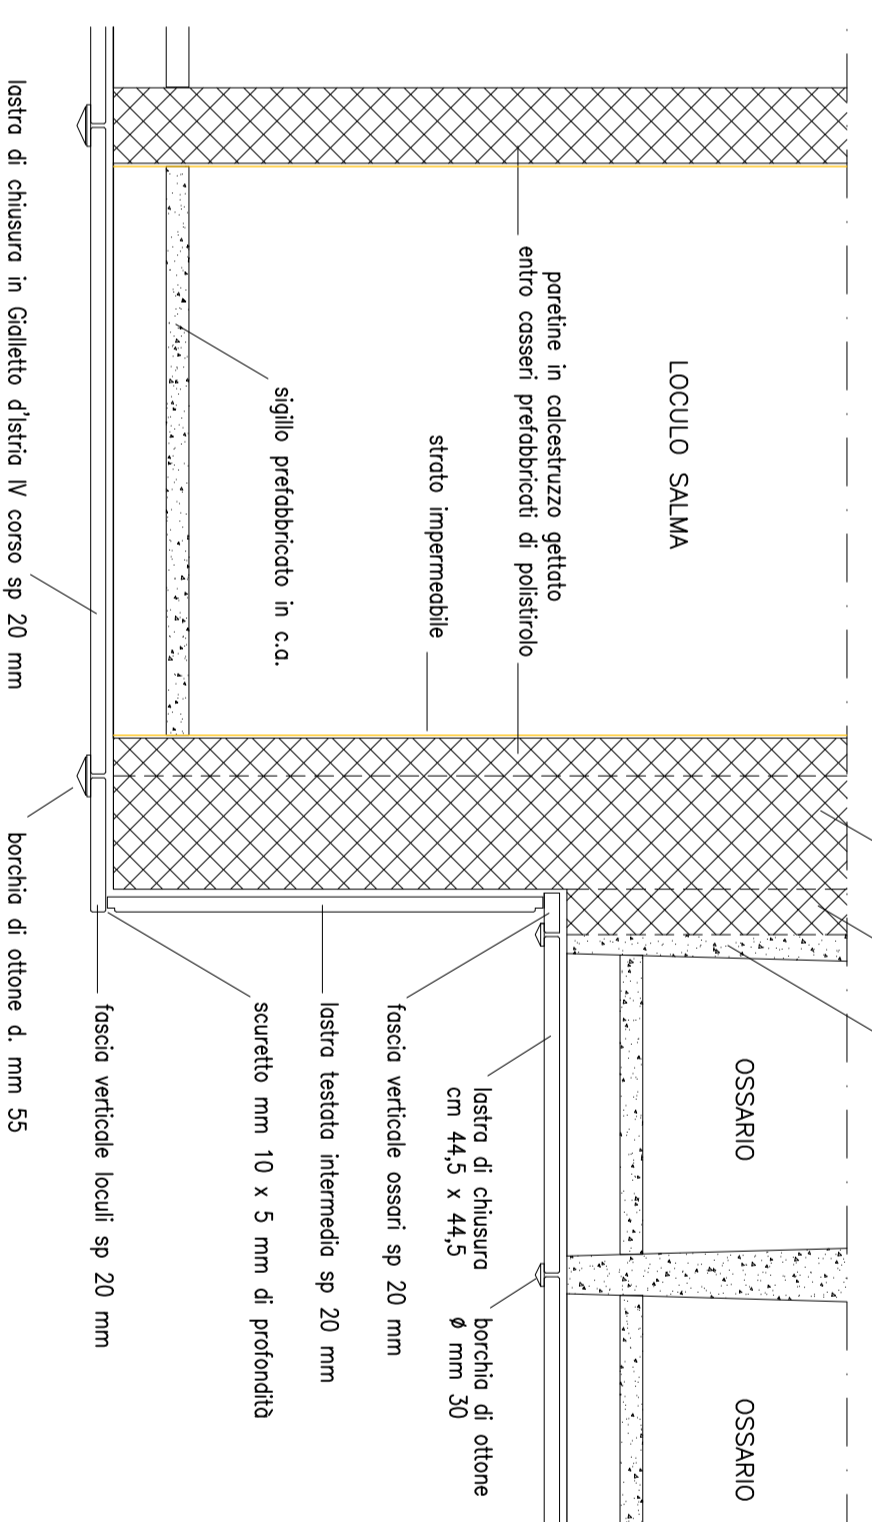 LOCULO SALMA
paretine in calcestruzzo gettato
entro casseri prefabbricati di polistirolo
strato impermeabile
sigillo prefabbricato in c.a.
lastra di chiusura in Gialletto d'Istria IV corso sp 20 mm
borchia di ottone d. mm 55
OSSARIO
OSSARIO
lastra di chiusura
cm 44,5 x 44,5
borchia di ottone
ø mm 30
fascia verticale ossari sp 20 mm
lastra testata intermedia sp 20 mm
scuretto mm 10 x 5 mm di profondità
fascia verticale loculi sp 20 mm